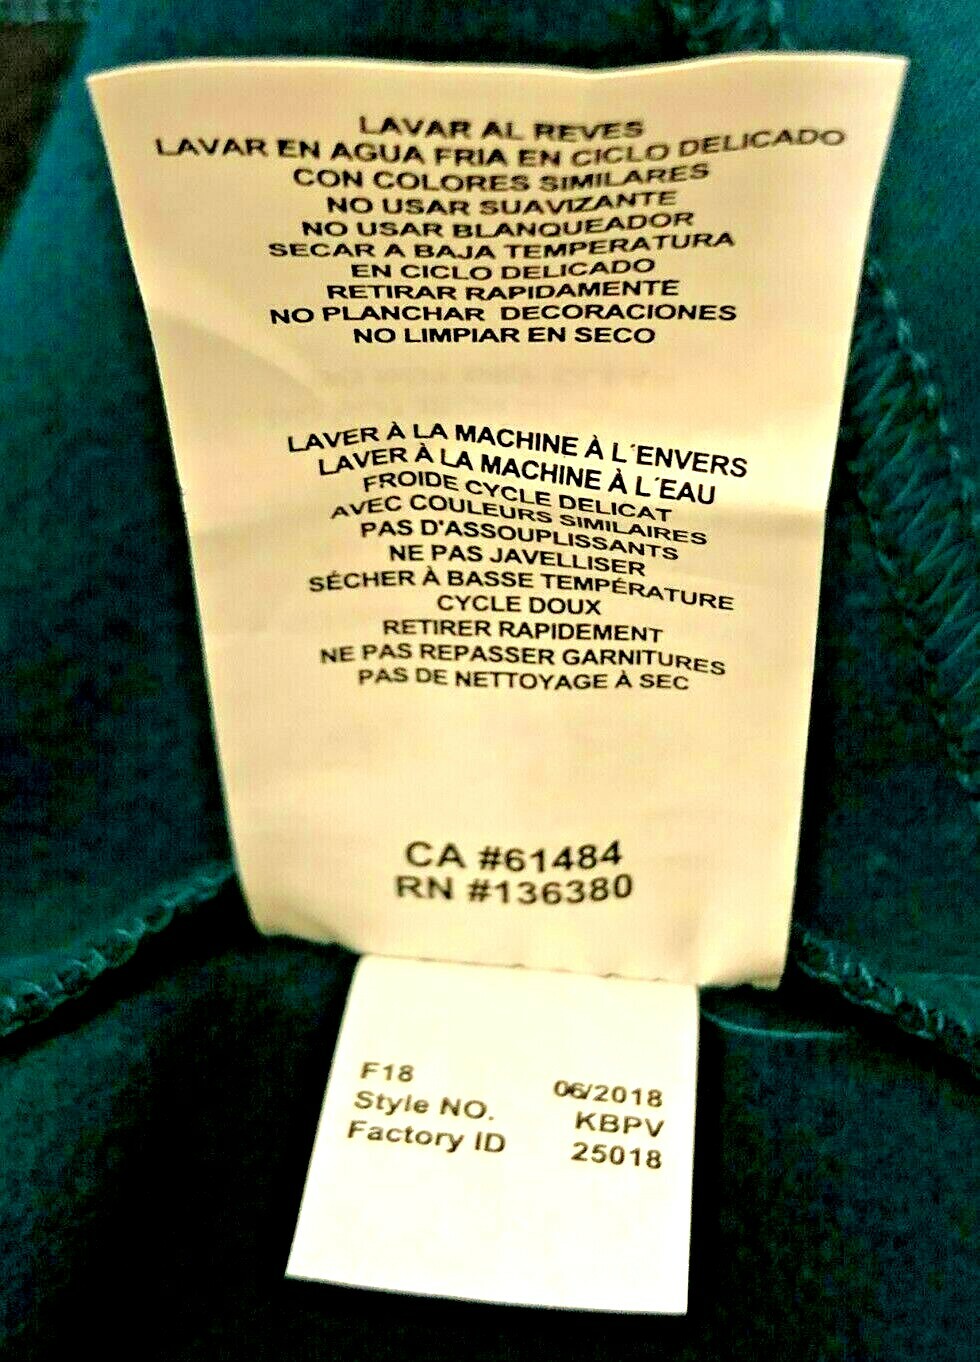 LAVAR AL REVES
LAVAR EN AGUA FRIA EN CICLO DELICADO
CON COLORES SIMILARES
NO USAR SUAVIZANTE
NO USAR BLANQUEADOR
SECAR A BAJA TEMPERATURA
EN CICLO DELICADO
RETIRAR RAPIDAMENTE
NO PLANCHAR DECORACIONES
NO LIMPIAR EN SECO
LAVER À LA MACHINE À L´ENVERS
LAVER À LA MACHINE À L´EAU
FROIDE CYCLE DELICAT
AVEC COULEURS SIMILAIRES
PAS D'ASSOUPLISSANTS
NE PAS JAVELLISER
SÉCHER À BASSE TEMPÉRATURE
CYCLE DOUX
RETIRER RAPIDEMENT
NE PAS REPASSER GARNITURES
PAS DE NETTOYAGE À SEC
CA #61484
RN #136380
F18 06/2018
Style NO. KBPV
Factory ID 25018